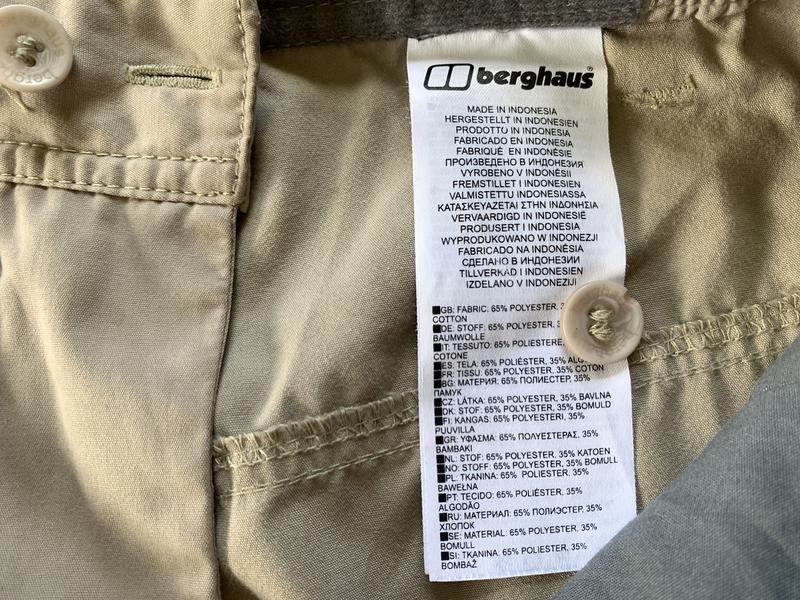 berghaus
berghaus®
MADE IN INDONESIA
HERGESTELLT IN INDONESIEN
PRODOTTO IN INDONESIA
FABRICADO EN INDONESIA
FABRIQUÉ EN INDONÉSIE
ПРОИЗВЕДЕНО В ИНДОНЕЗИЯ
VYROBENO V INDONÉSII
FREMSTILLET I INDONESIEN
VALMISTETTU INDONESIASSA
ΚΑΤΑΣΚΕΥΑΖΕΤΑΙ ΣΤΗΝ ΙΝΔΟΝΗΣΙΑ
VERVAARDIGD IN INDONESIË
PRODUSERT I INDONESIA
WYPRODUKOWANO W INDONEZJI
FABRICADO NA INDONÉSIA
СДЕЛАНО В ИНДОНЕЗИИ
TILLVERKAD I INDONESIEN
IZDELANO V INDONEZIJI
GB: FABRIC: 65% POLYESTER,
COTTON
DE: STOFF: 65% POLYESTER,
BAUMWOLLE
IT: TESSUTO: 65% POLIESTERE
COTONE
ES: TELA: 65% POLIÉSTER, 35%
FR: TISSU: 65% POLYESTER, 35% COTON
BG: МАТЕРИЯ: 65% ПОЛИЕСТЕР, 35%
ПАМУК
CZ: LÁTKA: 65% POLYESTER, 35% BAVLNA
DK: STOF: 65% POLYESTER, 35% BOMULD
FI: KANGAS: 65% POLYESTERI, 35%
PUUVILLA
GR: ΥΦΑΣΜΑ: 65% ΠΟΛΥΕΣΤΕΡΑΣ, 35%
ΒΑΜΒΑΚΙ
NL: STOF: 65% POLYESTER, 35% KATOEN
NO: STOFF: 65% POLYESTER, 35% BOMULL
PL: TKANINA: 65% POLIESTER, 35%
BAWEŁNA
PT: TECIDO: 65% POLIÉSTER, 35%
ALGODÃO
RU: МАТЕРИАЛ: 65% ПОЛИЭСТЕР, 35%
ХЛОПОК
SE: MATERIAL: 65% POLYESTER, 35%
BOMULL
SI: TKANINA: 65% POLIESTER, 35%
BOMBAŽ